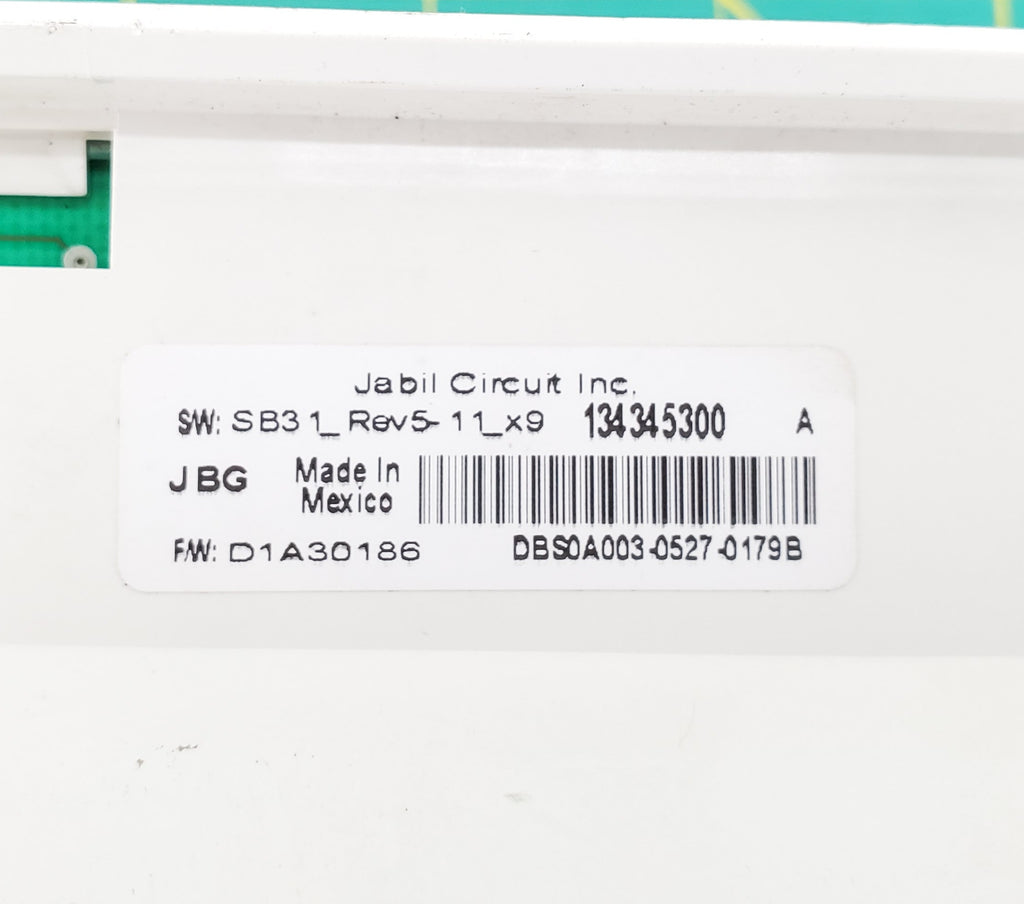 Jabil Circuit Inc.
S/W: SB31_Rev5-11_x9 134345300 A
JBG Made In
Mexico
F/W: D1A30186 DBS0A003-0527-0179B